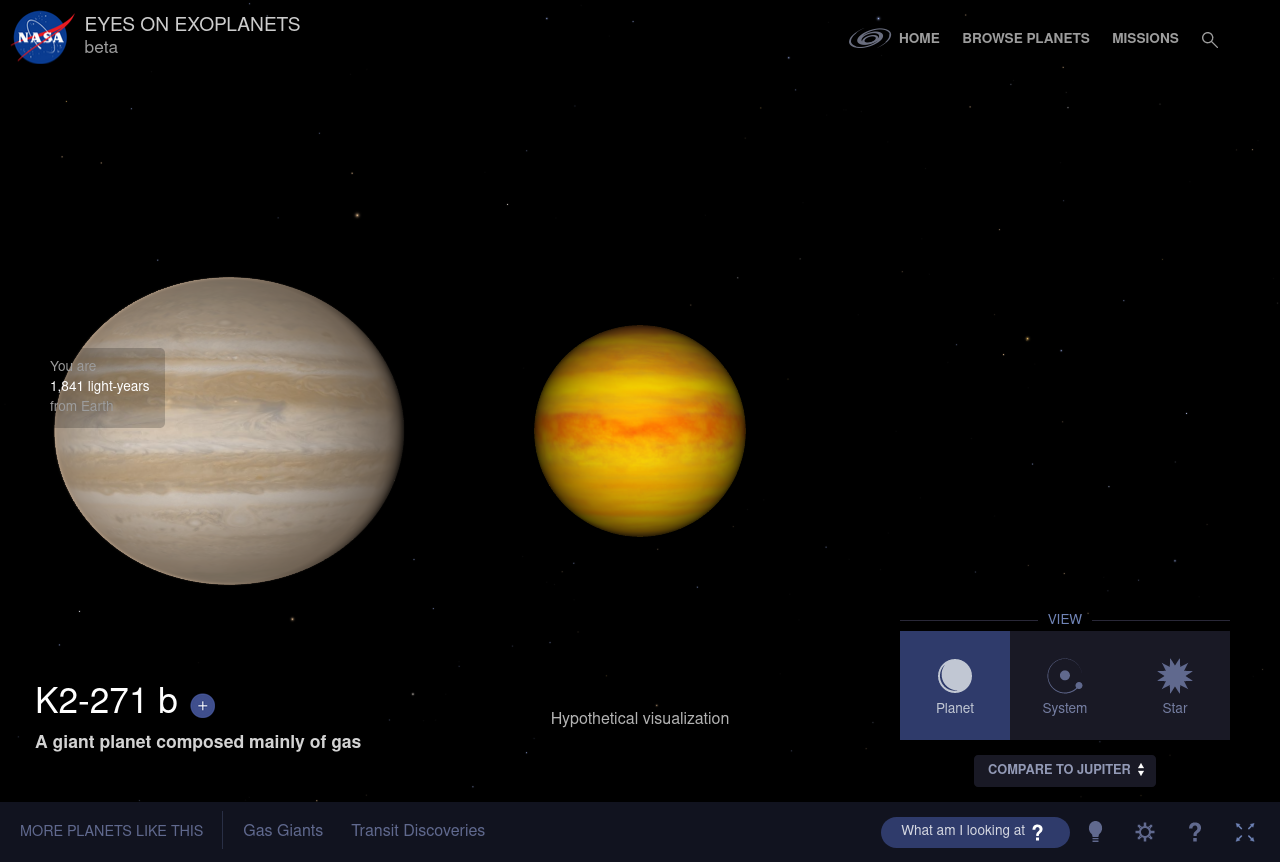 NASA
EYES ON EXOPLANETS
beta
HOME
BROWSE PLANETS
MISSIONS
You are
1,841 light-years
from Earth
VIEW
Planet
System
Star
COMPARE TO JUPITER
K2-271 b
+
A giant planet composed mainly of gas
Hypothetical visualization
MORE PLANETS LIKE THIS
Gas Giants
Transit Discoveries
What am I looking at ?
?